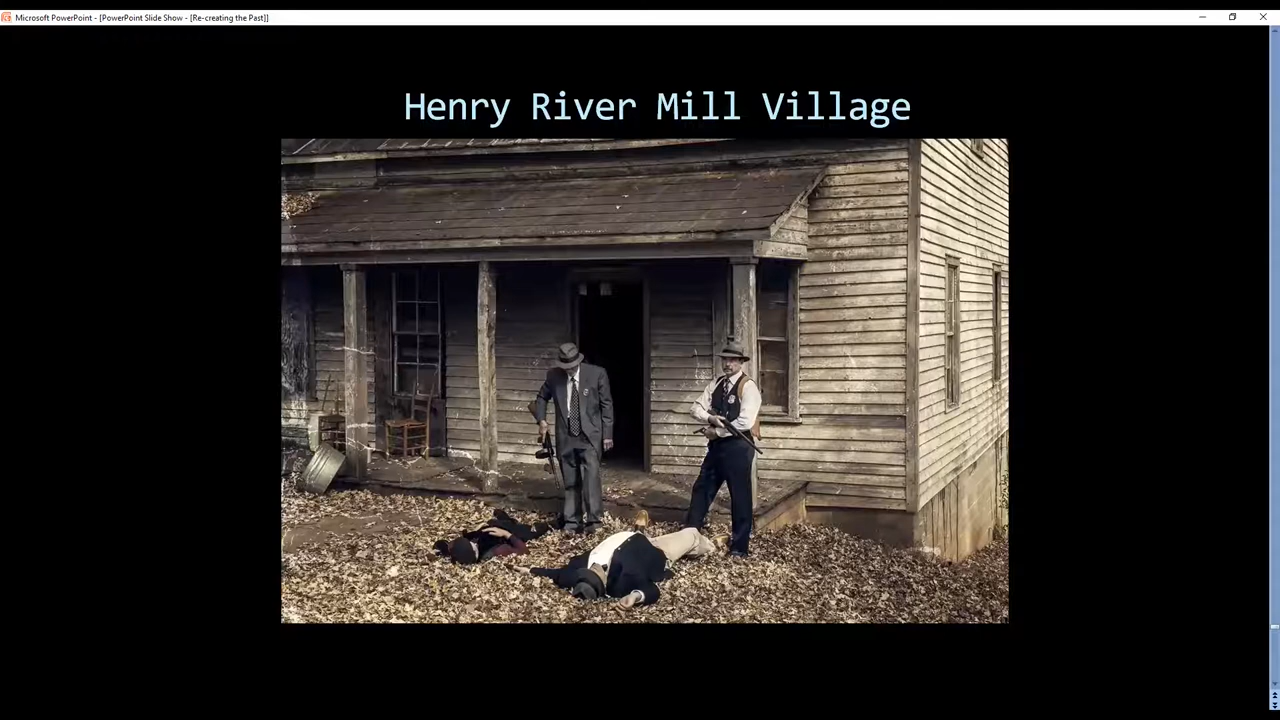 Microsoft PowerPoint - [PowerPoint Slide Show - [Re-creating the Past]]
Henry River Mill Village